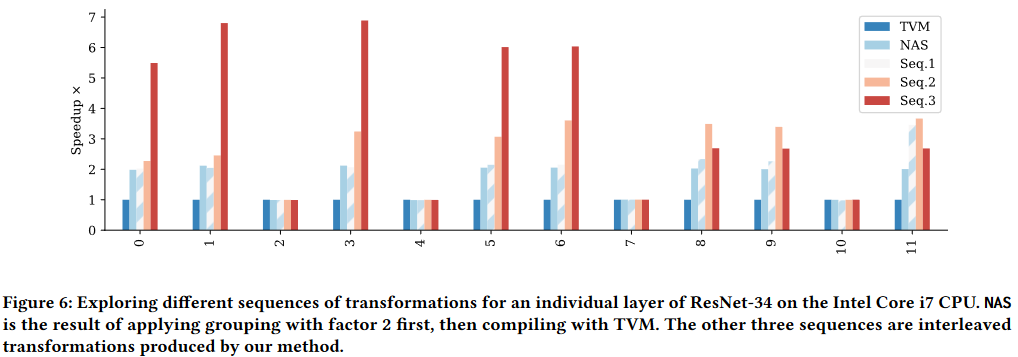 7
6
5
4
3
2
1
0
Speedup ×
TVM
NAS
Seq.1
Seq.2
Seq.3
0 1 2 3 4 5 6 7 8 9 10 11
Figure 6: Exploring different sequences of transformations for an individual layer of ResNet-34 on the Intel Core i7 CPU. NAS
is the result of applying grouping with factor 2 first, then compiling with TVM. The other three sequences are interleaved
transformations produced by our method.